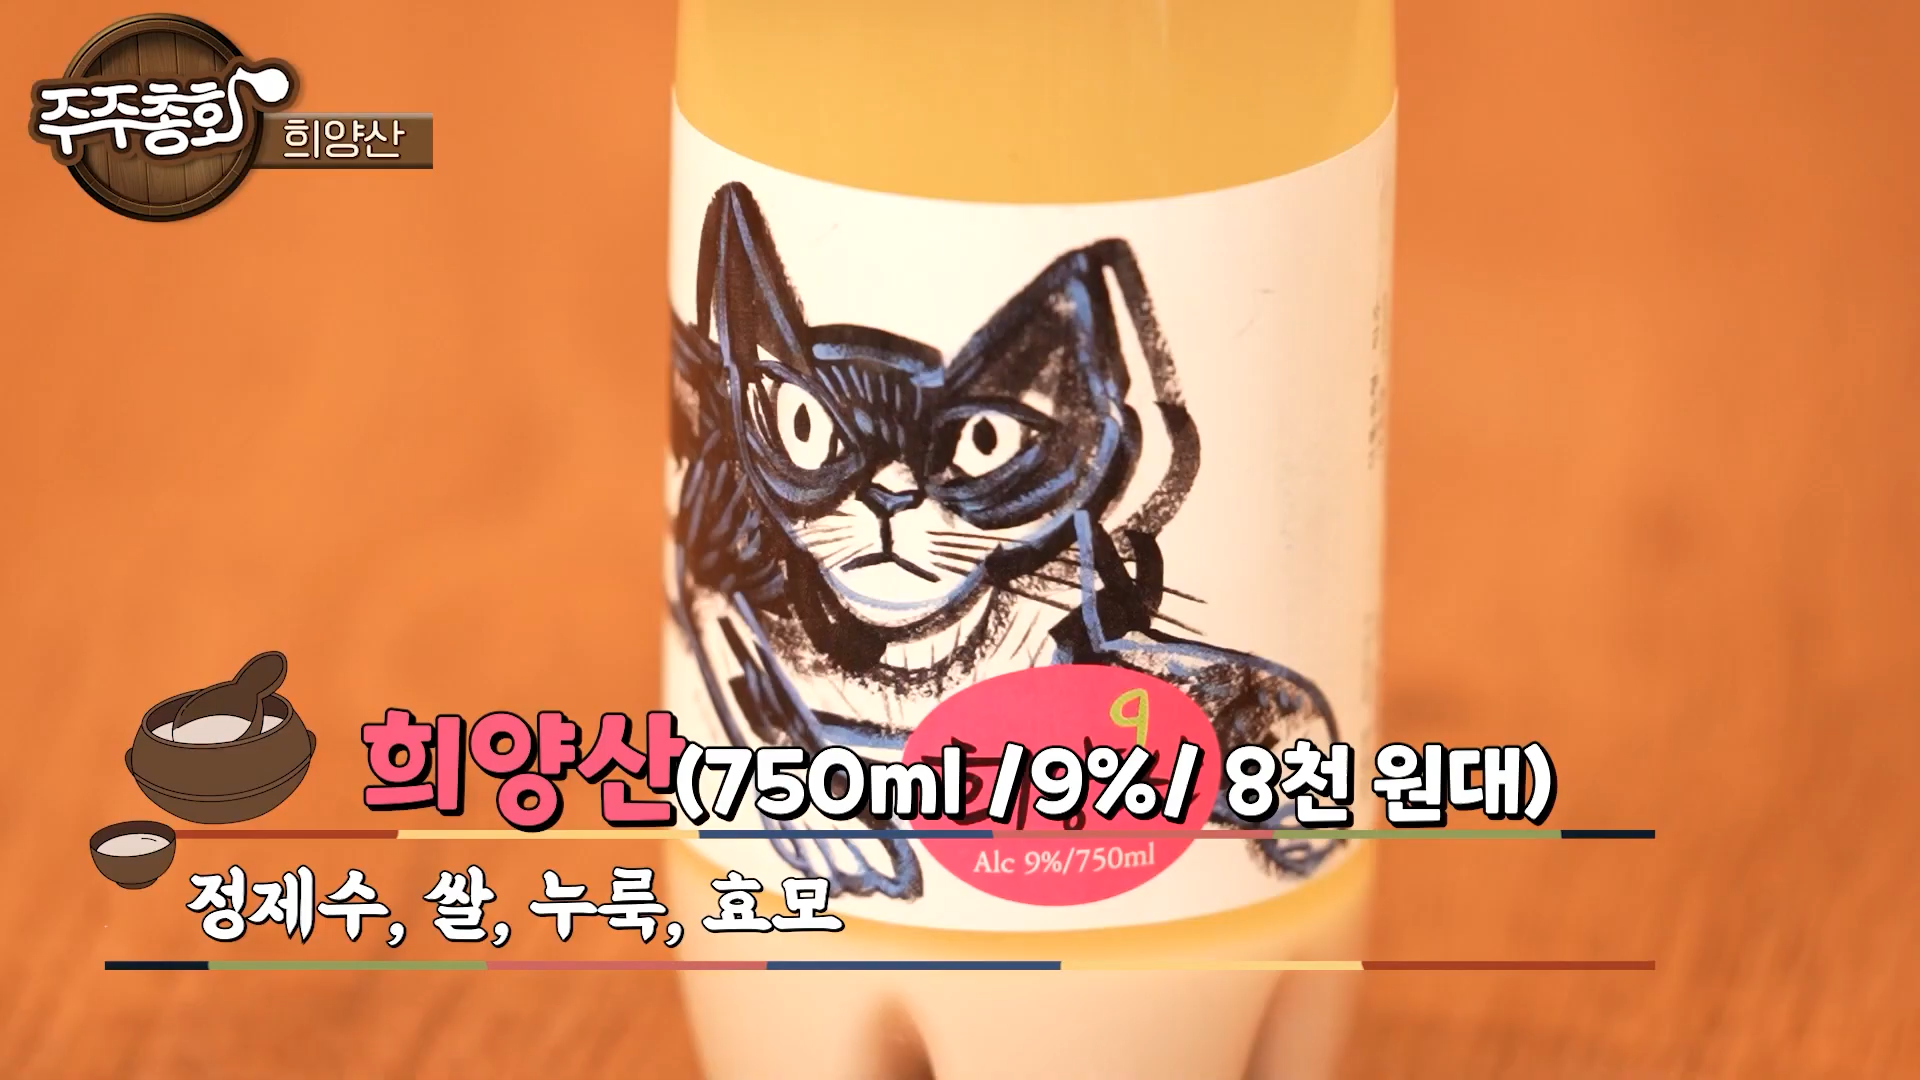 주주총회
희양산
9
희양산(750ml /9%/ 8천 원대)
Alc 9%/750ml
정제수, 쌀, 누룩, 효모